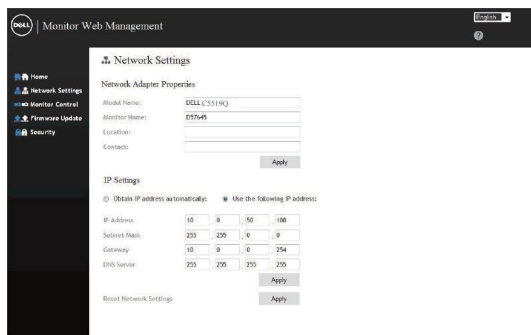 DELL Monitor Web Management
English
?
Home
Network Settings
Monitor Control
Firmware Update
Security
Network Settings
Network Adapter Properties
Model Name: DELL C5519Q
Monitor Name: D57645
Location:
Contact:
Apply
IP Settings
Obtain IP address automatically: Use the following IP address:
IP Address 10 . 0 . 50 . 100
Subnet Mask 255 . 255 . 0 . 0
Gateway 10 . 0 . 0 . 254
DNS Server 255 . 255 . 255 . 255
Apply
Reset Network Settings Apply